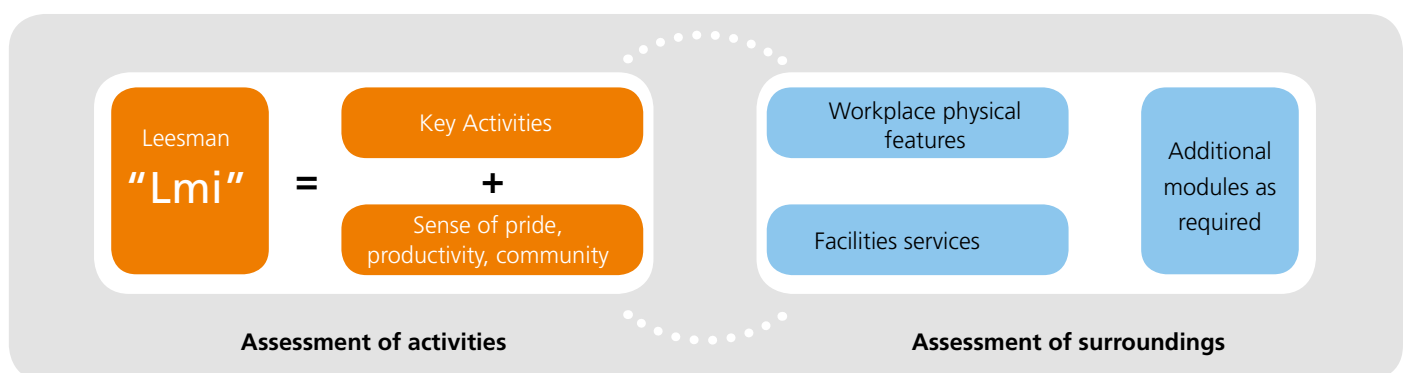 Leesman
“Lmi”
=
Key Activities
+
Sense of pride,
productivity, community
Assessment of activities
Workplace physical
features
Facilities services
Additional
modules as
required
Assessment of surroundings